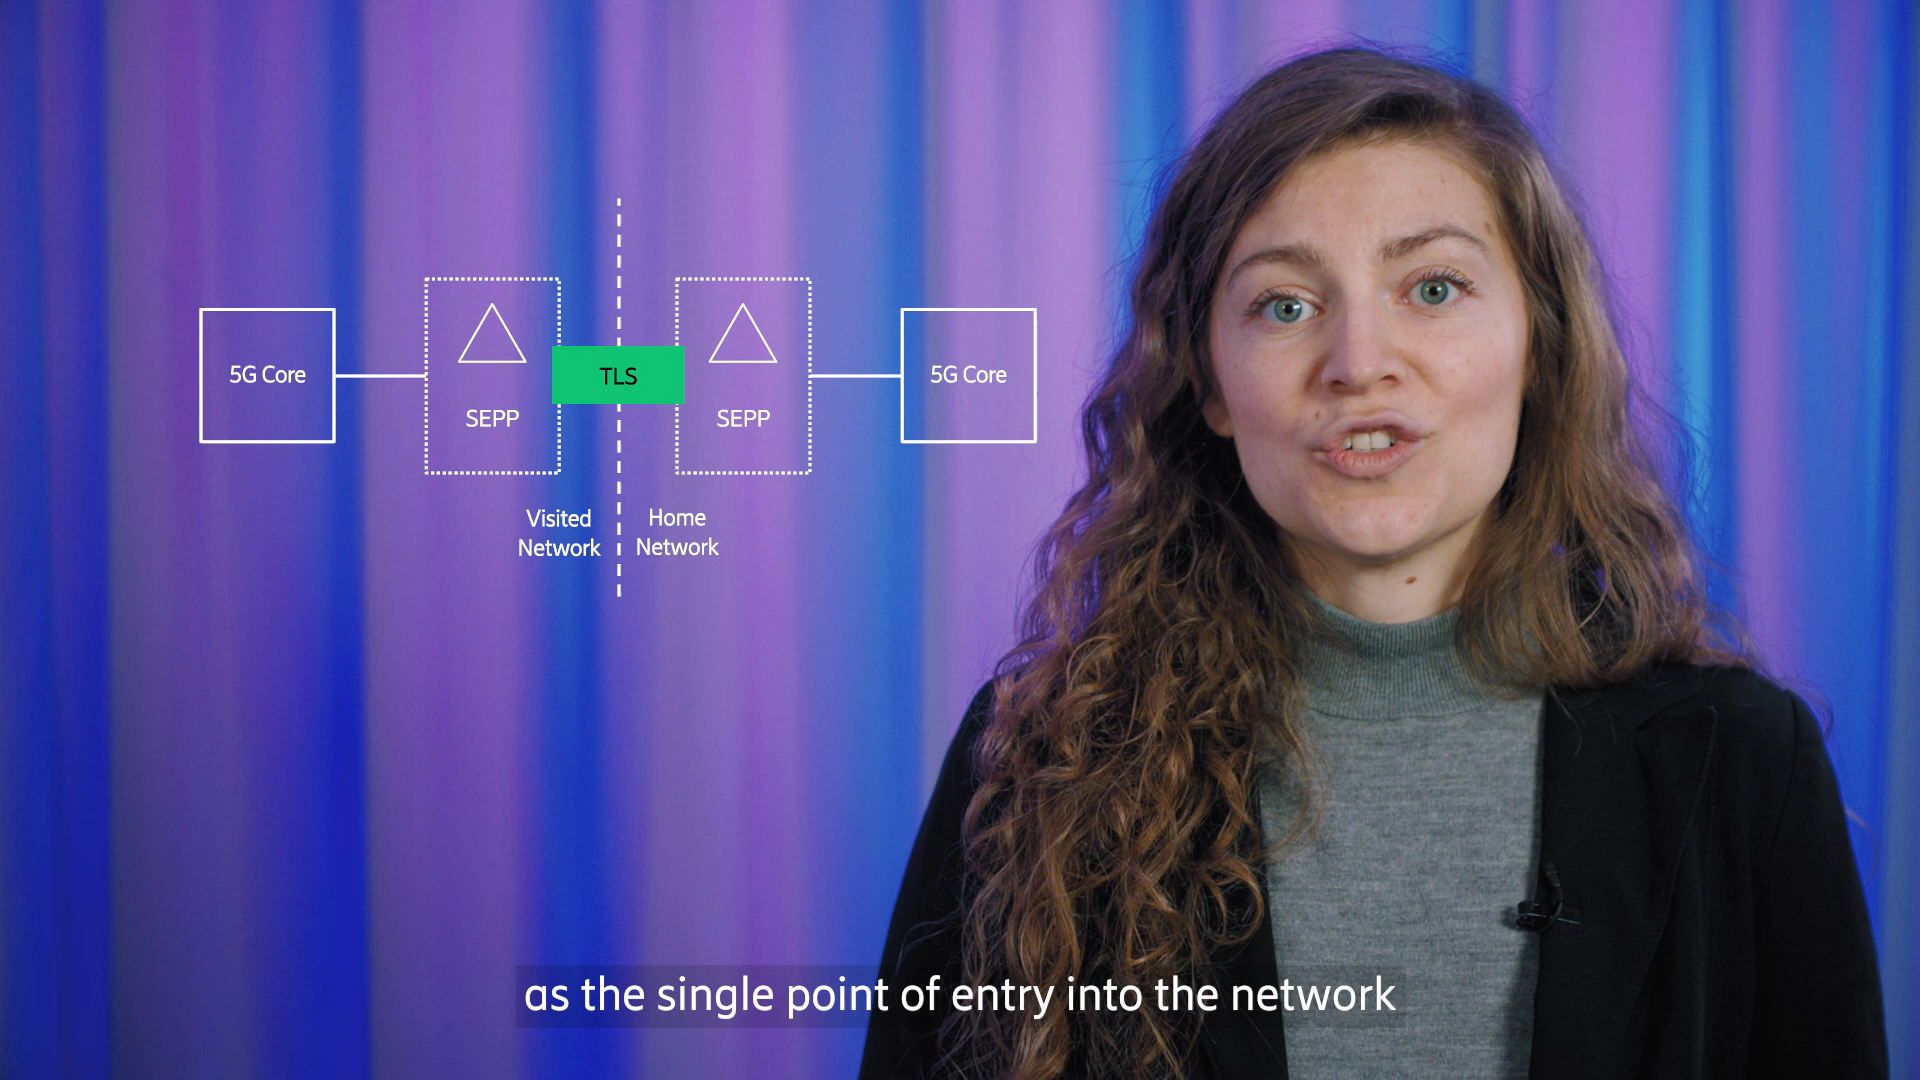 5G Core
SEPP
TLS
SEPP
5G Core
Visited
Network
Home
Network
as the single point of entry into the network